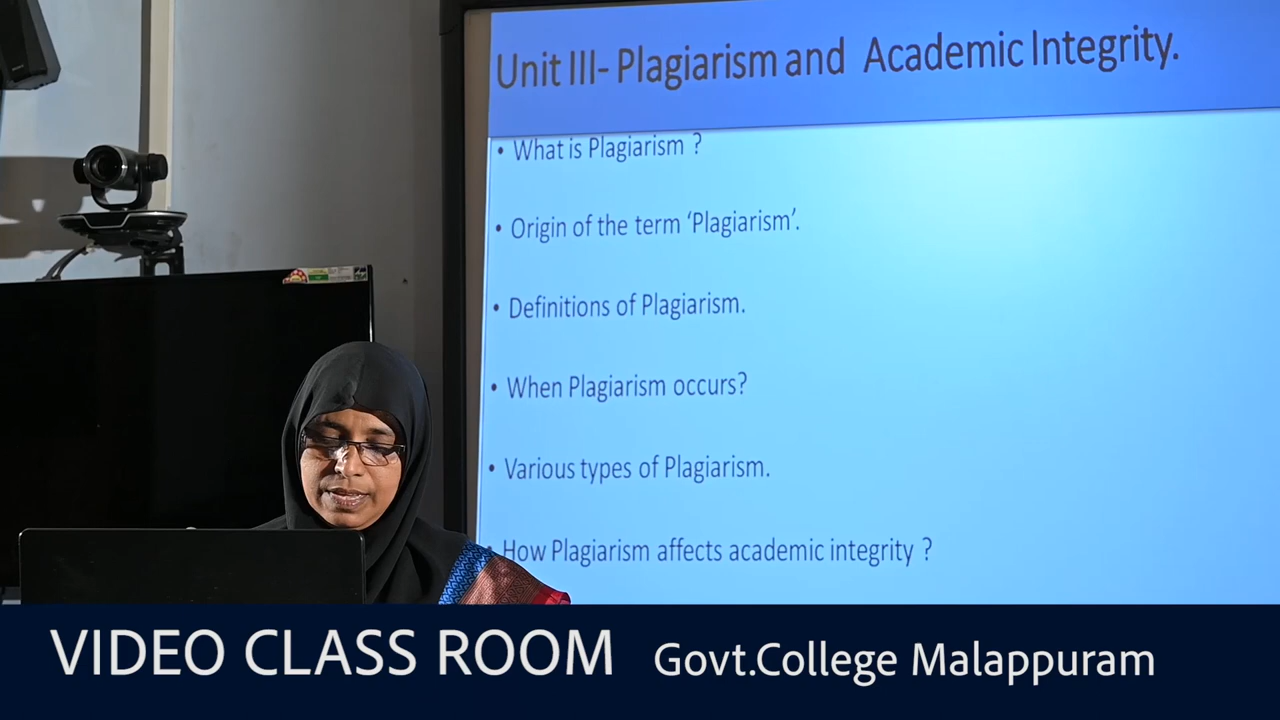 Unit III- Plagiarism and Academic Integrity.
• What is Plagiarism ?
• Origin of the term ‘Plagiarism’.
• Definitions of Plagiarism.
• When Plagiarism occurs?
• Various types of Plagiarism.
• How Plagiarism affects academic integrity ?
VIDEO CLASS ROOM Govt.College Malappuram